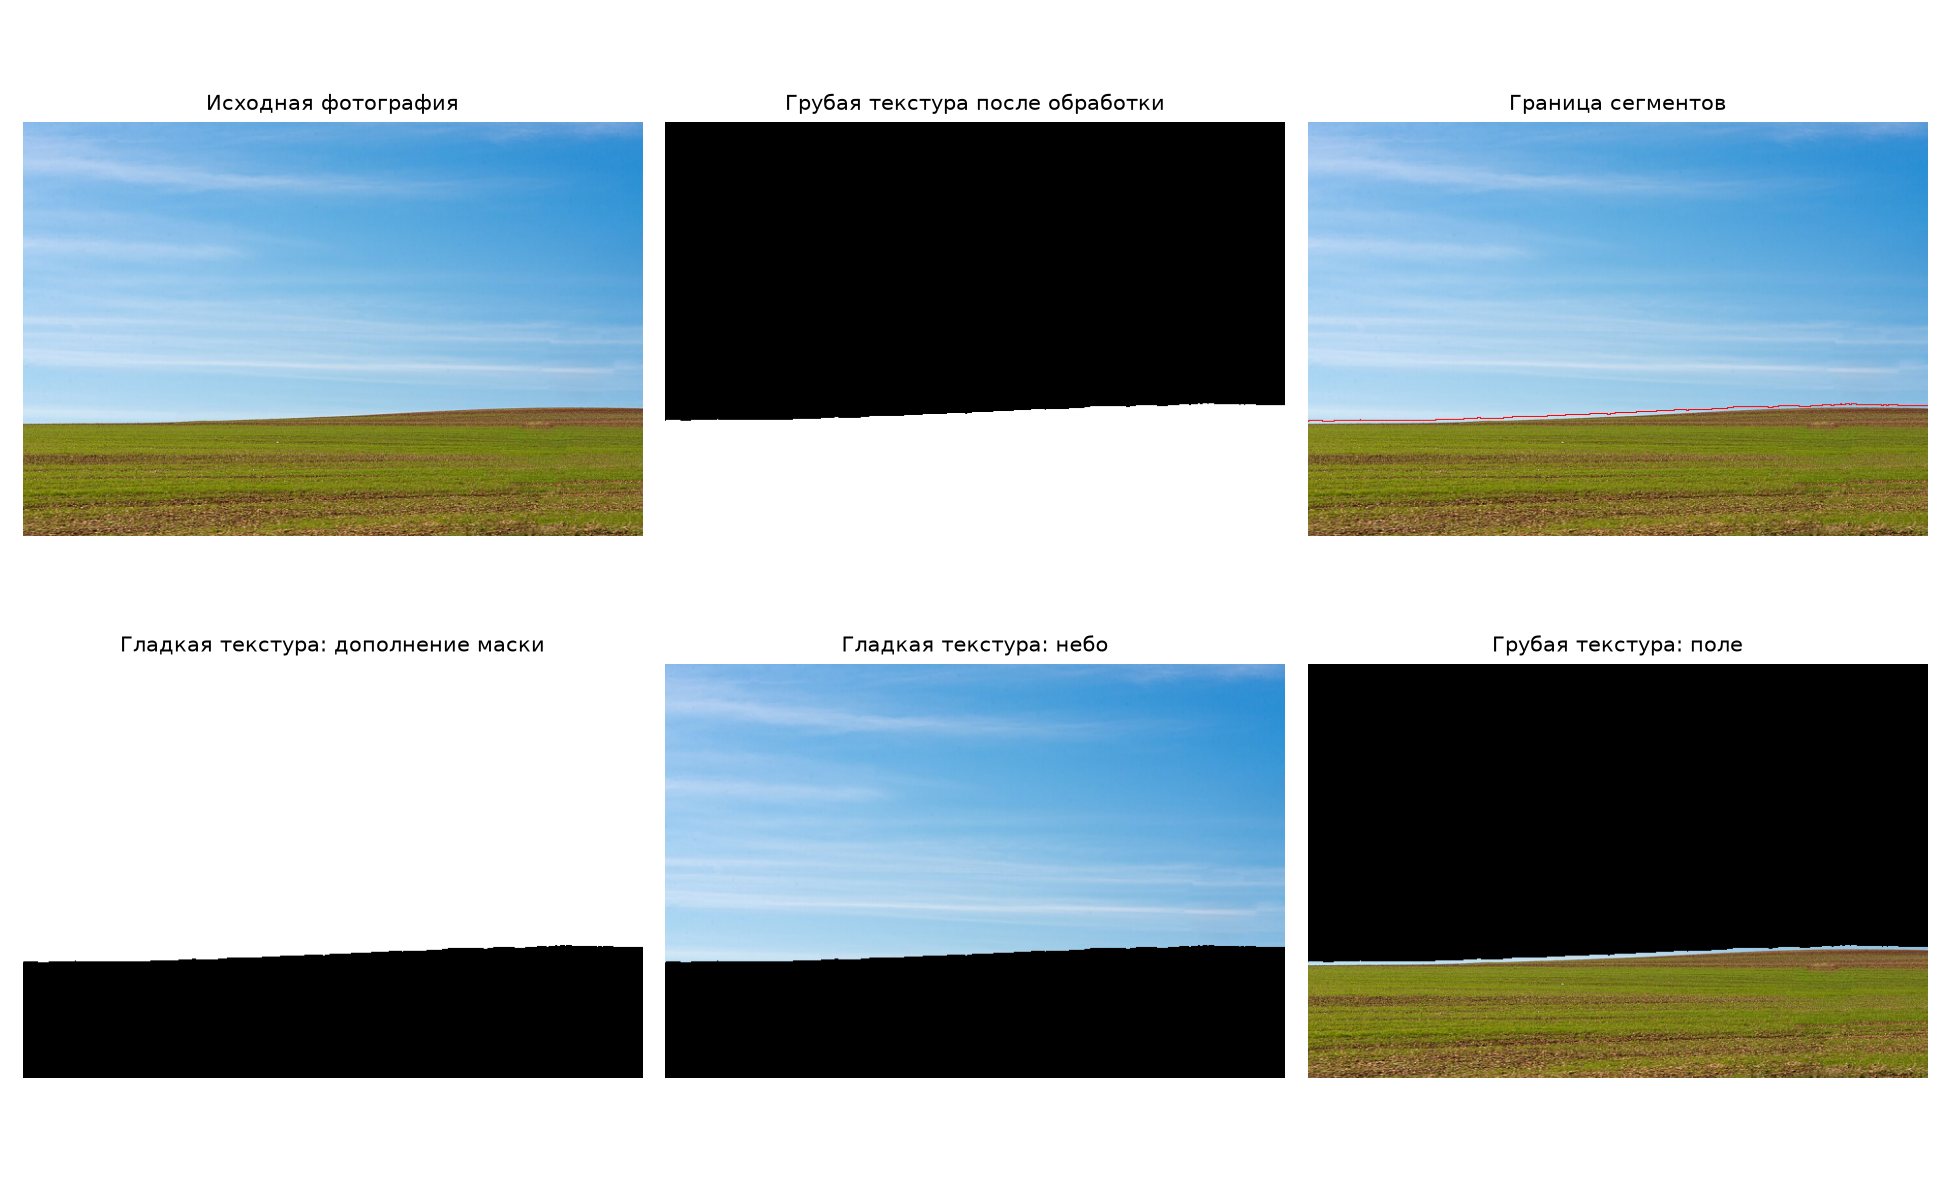 Исходная фотография
Грубая текстура после обработки
Граница сегментов
Гладкая текстура: дополнение маски
Гладкая текстура: небо
Грубая текстура: поле